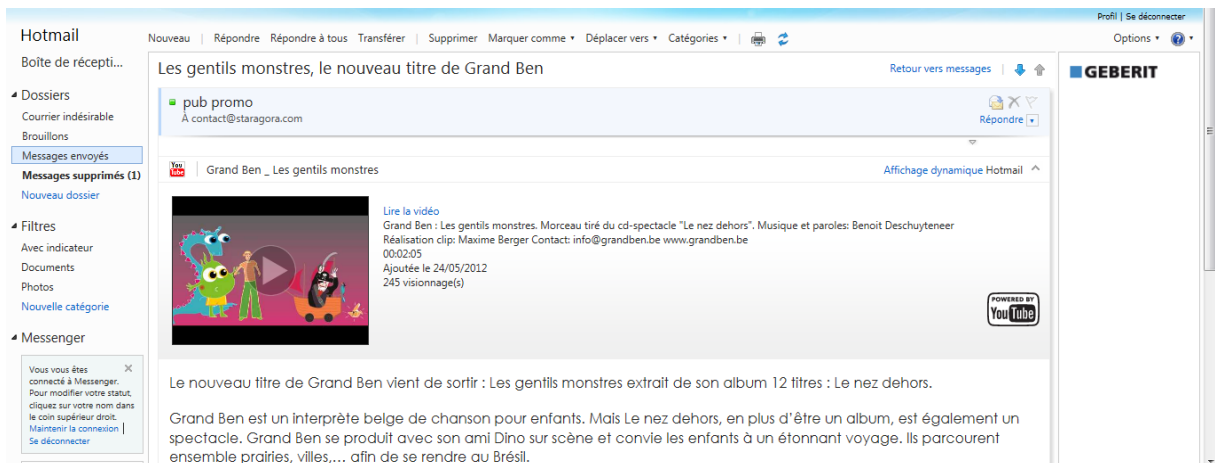 Profil | Se déconnecter
Hotmail
Nouveau | Répondre Répondre à tous Transférer | Supprimer Marquer comme Déplacer vers Catégories
Options
Boîte de récepti...
Dossiers
Courrier indésirable
Brouillons
Messages envoyés
Messages supprimés (1)
Nouveau dossier
Filtres
Avec indicateur
Documents
Photos
Nouvelle catégorie
Messenger
Vous vous êtes
connecté à Messenger.
Pour modifier votre statut,
cliquez sur votre nom dans
le coin supérieur droit.
Maintenir la connexion |
Se déconnecter
Les gentils monstres, le nouveau titre de Grand Ben
Retour vers messages
pub promo
À contact@staragora.com
Répondre
You Tube
Grand Ben _ Les gentils monstres
Affichage dynamique Hotmail
Lire la vidéo
Grand Ben : Les gentils monstres. Morceau tiré du cd-spectacle "Le nez dehors". Musique et paroles: Benoit Deschuyteneer
Réalisation clip: Maxime Berger Contact: info@grandben.be www.grandben.be
00:02:05
Ajoutée le 24/05/2012
245 visionnage(s)
POWERED BY
YouTube
Le nouveau titre de Grand Ben vient de sortir : Les gentils monstres extrait de son album 12 titres : Le nez dehors.
Grand Ben est un interprète belge de chanson pour enfants. Mais Le nez dehors, en plus d'être un album, est également un
spectacle. Grand Ben se produit avec son ami Dino sur scène et convie les enfants à un étonnant voyage. Ils parcourent
ensemble prairies, villes,... afin de se rendre au Brésil.
GEBERIT